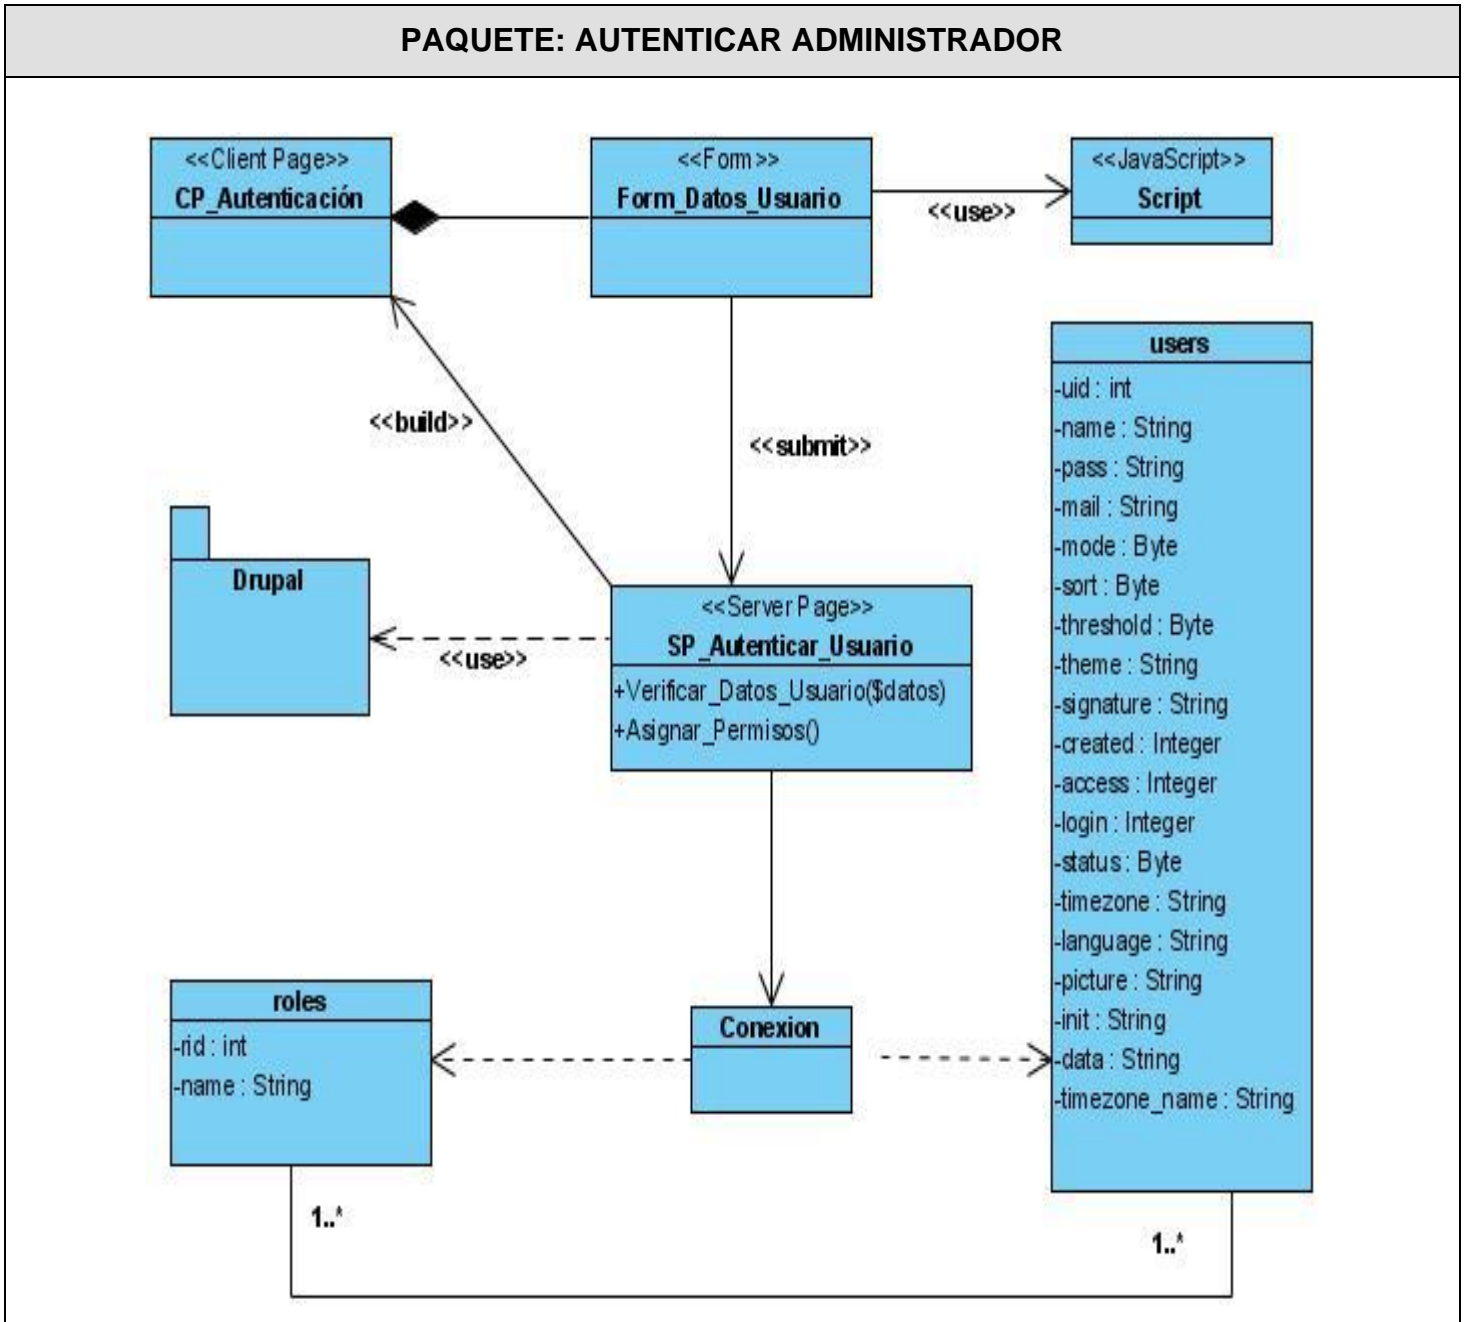 PAQUETE: AUTENTICAR ADMINISTRADOR
<<Client Page>>
CP_Autenticación
<<Form>>
Form_Datos_Usuario
<<use>>
<<JavaScript>>
Script
<<build>>
<<submit>>
users
-uid : int
-name : String
-pass : String
-mail : String
-mode : Byte
-sort : Byte
-threshold : Byte
-theme : String
-signature : String
-created : Integer
-access : Integer
-login : Integer
-status : Byte
-timezone : String
-language : String
-picture : String
-init : String
-data : String
-timezone_name : String
Drupal
<<use>>
<<Server Page>>
SP_Autenticar_Usuario
+Verificar_Datos_Usuario($datos)
+Asignar_Permisos()
roles
-rid : int
-name : String
Conexion
1..*
1..*